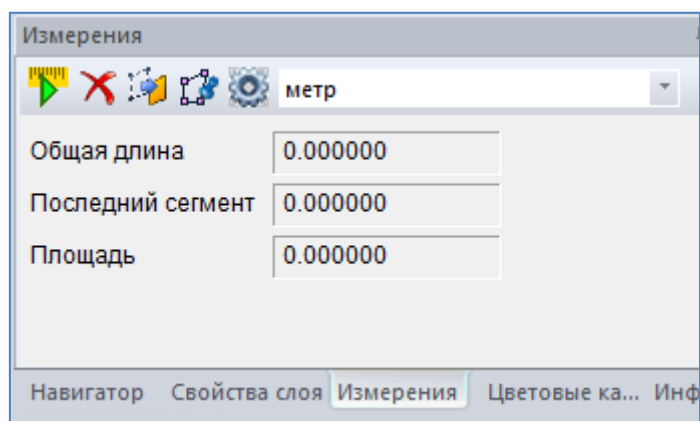 Измерения
метр
Общая длина 0.000000
Последний сегмент 0.000000
Площадь 0.000000
Навигатор Свойства слоя Измерения Цветовые ка... Инф